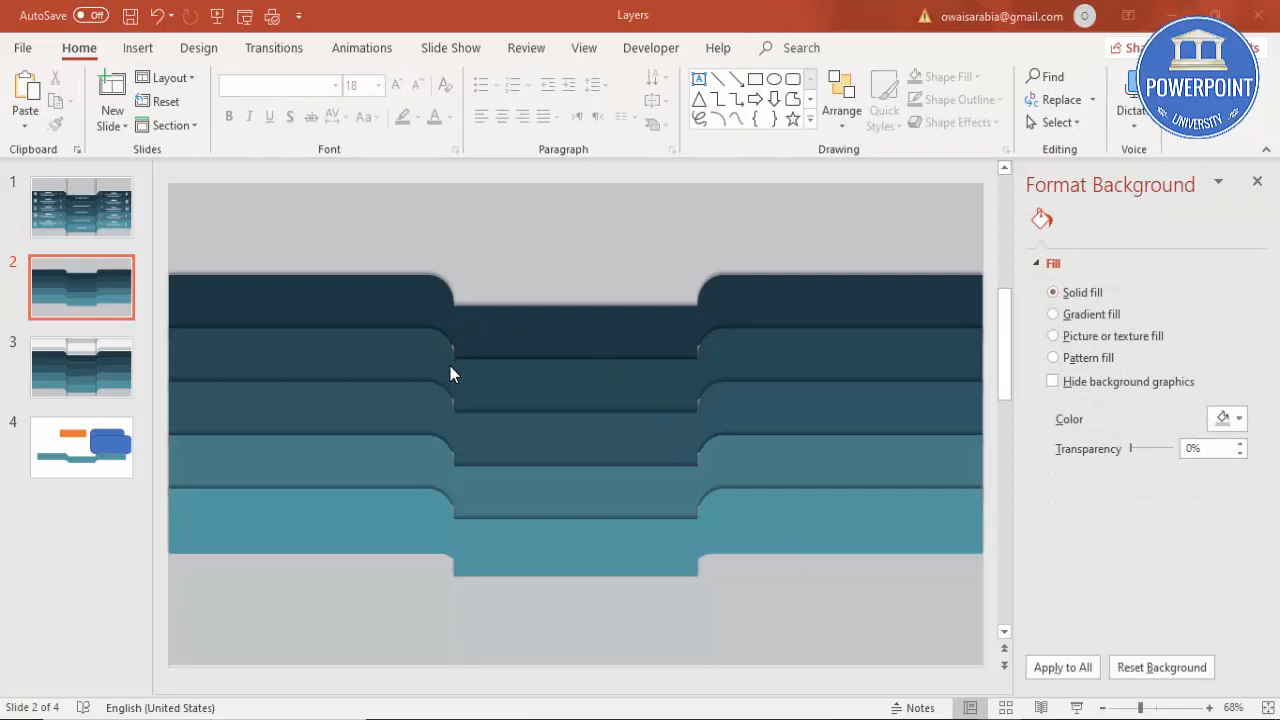 AutoSave Off
Layers
owaisarabia@gmail.com
O
File Home Insert Design Transitions Animations Slide Show Review View Developer Help Search
POWERPOINT
UNIVERSITY
Paste
New
Slide
Layout
Reset
Section
18
Arrange
Quick
Styles
Shape Fill
Shape Outline
Shape Effects
Find
Replace
Select
Clipboard Slides Font Paragraph Drawing Editing Voice
1
2
3
4
Format Background
Fill
Solid fill
Gradient fill
Picture or texture fill
Pattern fill
Hide background graphics
Color
Transparency 0%
Apply to All Reset Background
Slide 2 of 4 English (United States) Notes 68%